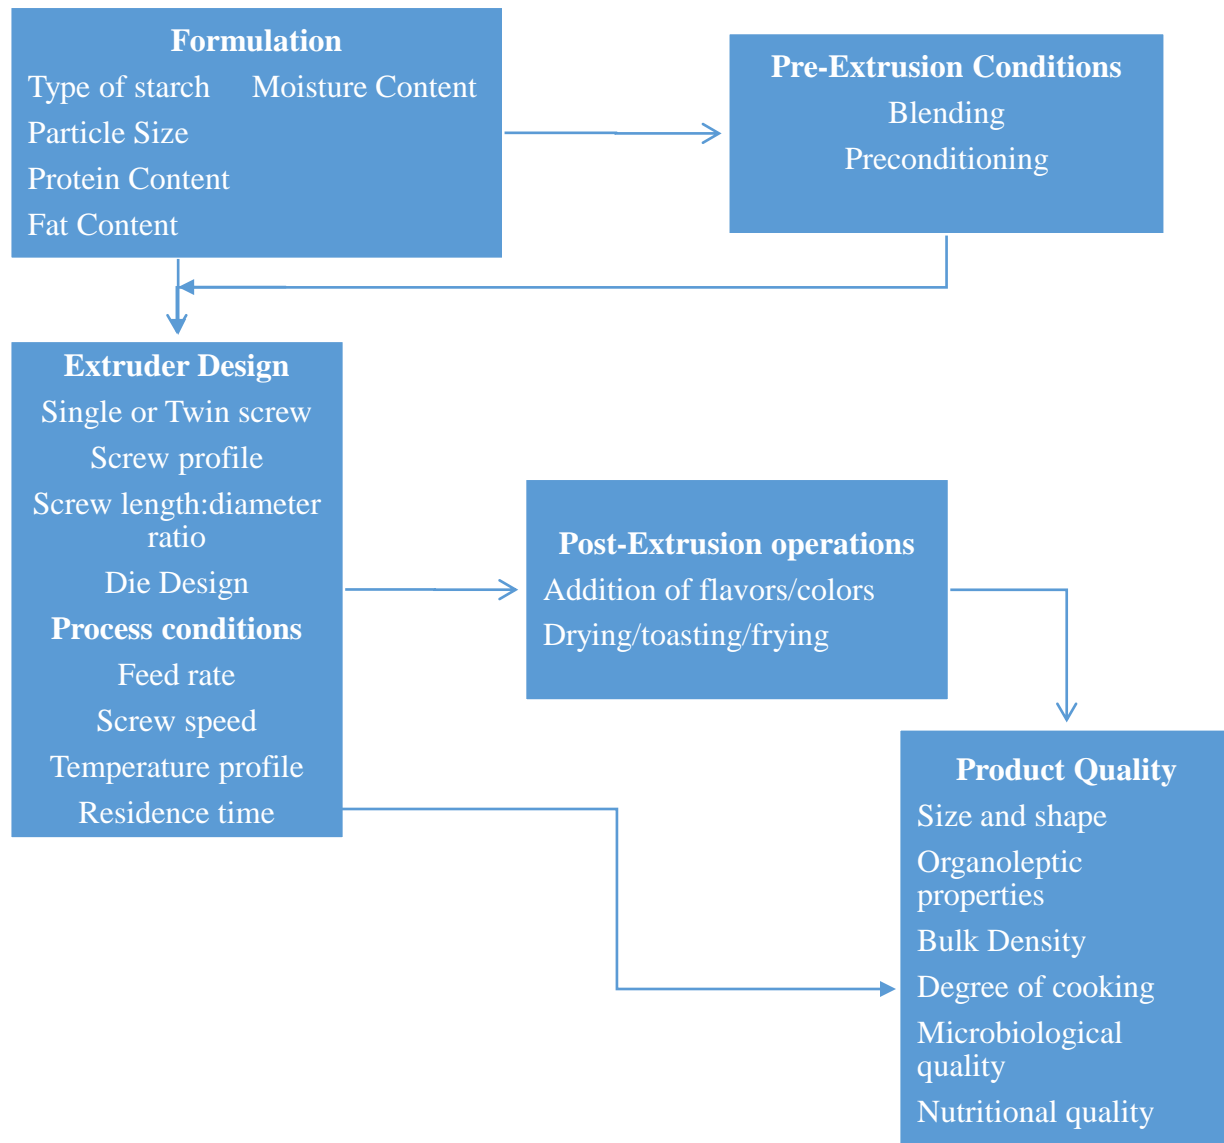 Formulation
Type of starch Moisture Content
Particle Size
Protein Content
Fat Content
Pre-Extrusion Conditions
Blending
Preconditioning
Extruder Design
Single or Twin screw
Screw profile
Screw length:diameter
ratio
Die Design
Process conditions
Feed rate
Screw speed
Temperature profile
Residence time
Post-Extrusion operations
Addition of flavors/colors
Drying/toasting/frying
Product Quality
Size and shape
Organoleptic
properties
Bulk Density
Degree of cooking
Microbiological
quality
Nutritional quality